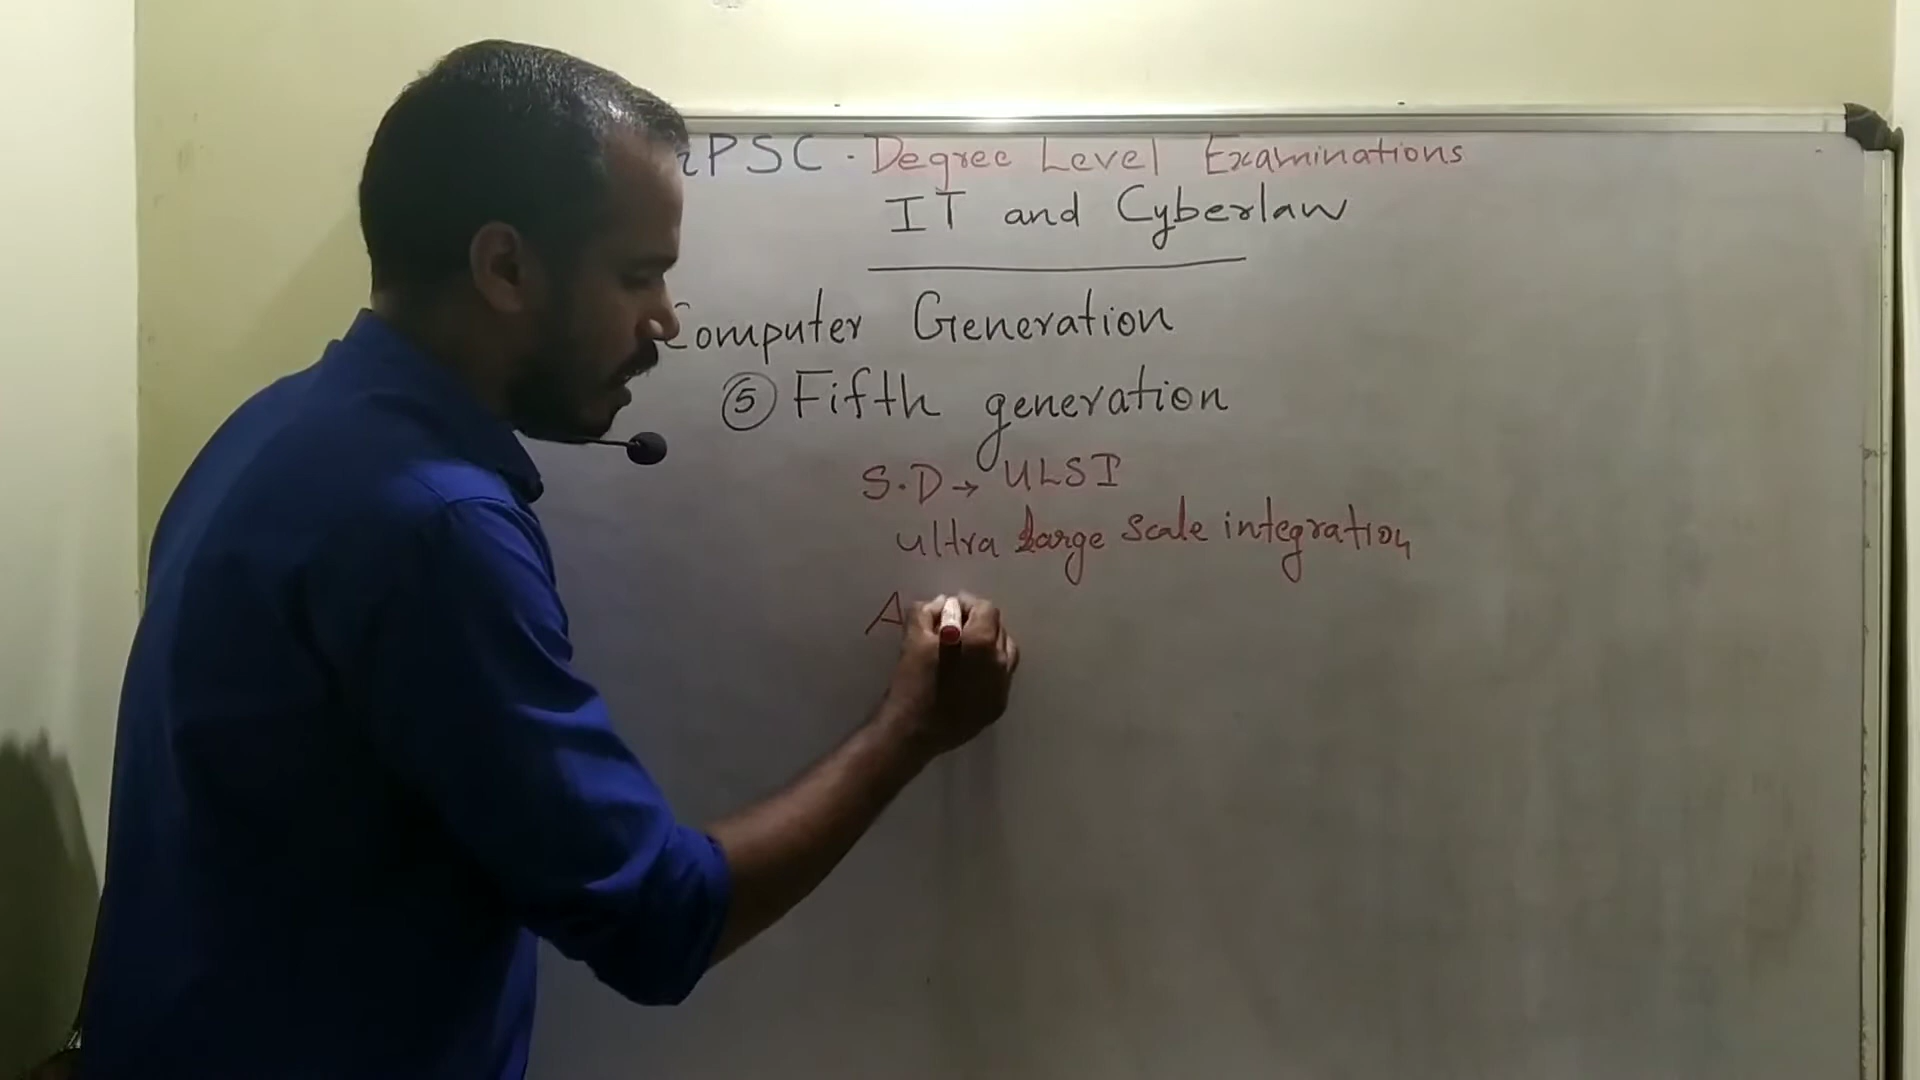 PSC - Degree Level Examinations
IT and Cyberlaw
Computer Generation
⑤ Fifth generation
S.D → ULSI
ultra large scale integration
A